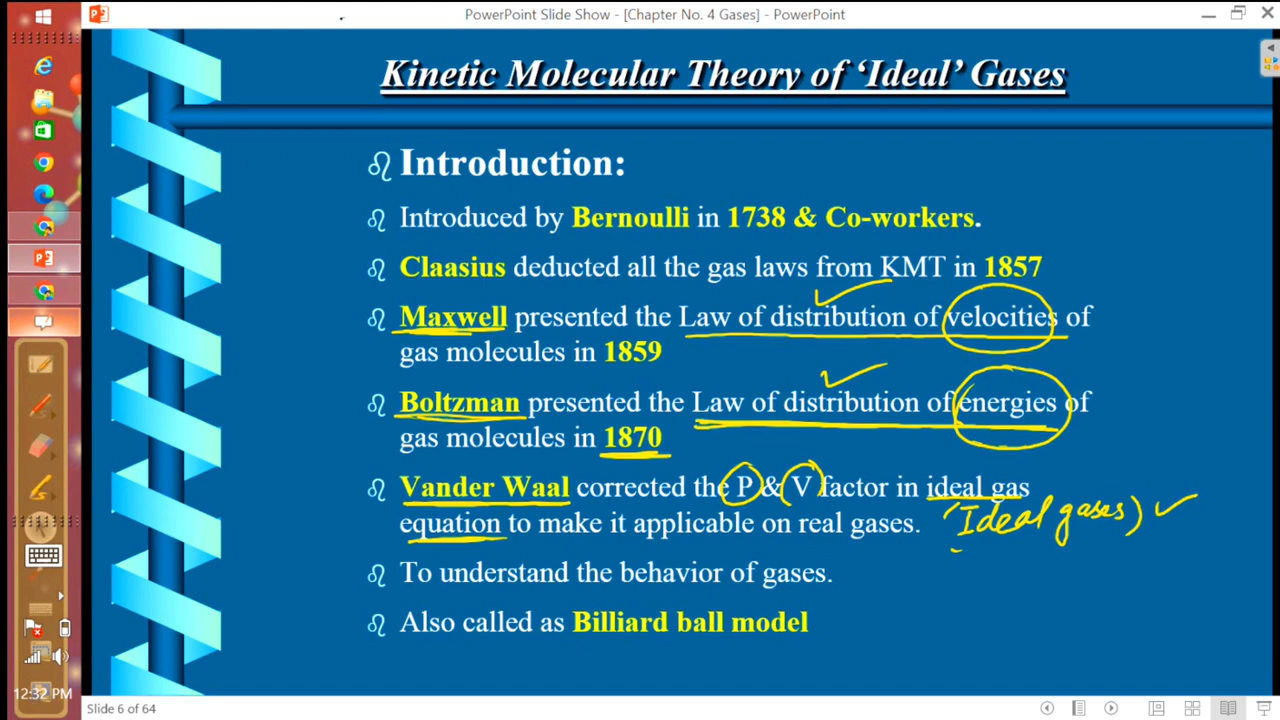 PowerPoint Slide Show - [Chapter No. 4 Gases] - PowerPoint
Kinetic Molecular Theory of ‘Ideal’ Gases
Introduction:
Introduced by Bernoulli in 1738 & Co-workers.
Claasius deducted all the gas laws from KMT in 1857
Maxwell presented the Law of distribution of velocities of
gas molecules in 1859
Boltzman presented the Law of distribution of energies of
gas molecules in 1870
Vander Waal corrected the P & V factor in ideal gas
equation to make it applicable on real gases.
(Ideal gases)
To understand the behavior of gases.
Also called as Billiard ball model
12:32 PM
Slide 6 of 64